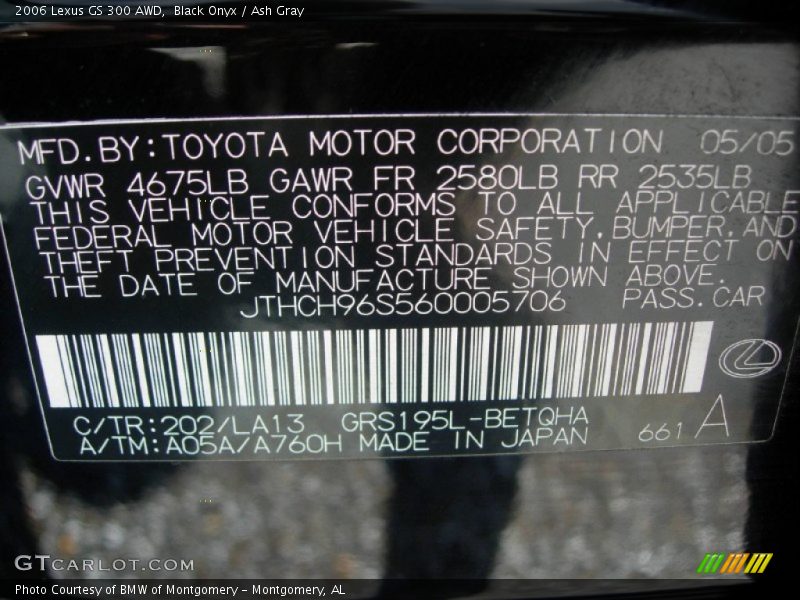 2006 Lexus GS 300 AWD, Black Onyx / Ash Gray
MFD.BY:TOYOTA MOTOR CORPORATION 05/05
GVWR 4675LB GAWR FR 2580LB RR 2535LB
THIS VEHICLE CONFORMS TO ALL APPLICABLE
FEDERAL MOTOR VEHICLE SAFETY,BUMPER,AND
THEFT PREVENTION STANDARDS IN EFFECT ON
THE DATE OF MANUFACTURE SHOWN ABOVE.
JTHCH96S560005706 PASS.CAR
C/TR:202/LA13 GRS195L-BETQHA
A/TM:A05A/A760H MADE IN JAPAN 661 A
GTCARLOT.COM
Photo Courtesy of BMW of Montgomery - Montgomery, AL